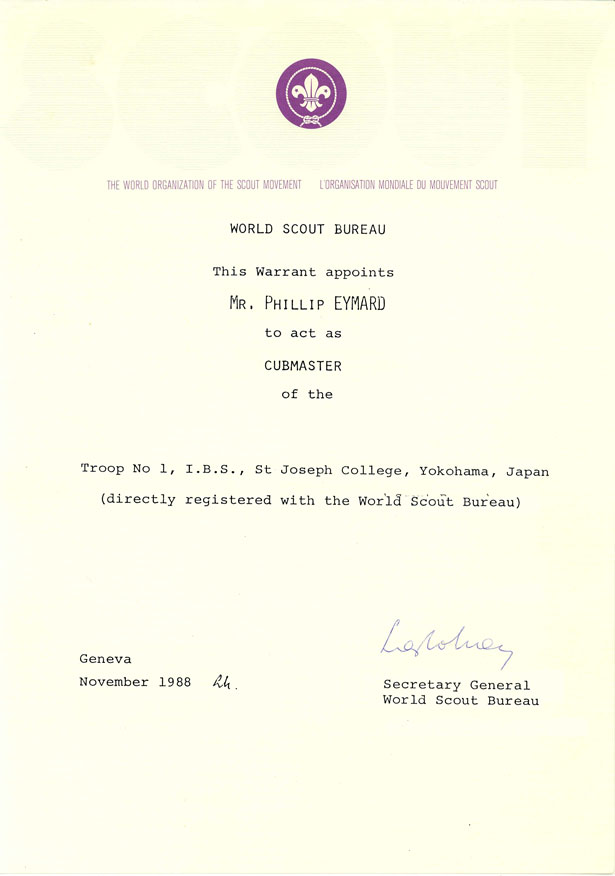 SCOUT
THE WORLD ORGANIZATION OF THE SCOUT MOVEMENT L'ORGANISATION MONDIALE DU MOUVEMENT SCOUT
WORLD SCOUT BUREAU
This Warrant appoints
MR. PHILLIP EYMARD
to act as
CUBMASTER
of the
Troop No 1, I.B.S., St Joseph College, Yokohama, Japan
(directly registered with the World Scout Bureau)
Geneva
November 1988
Secretary General
World Scout Bureau